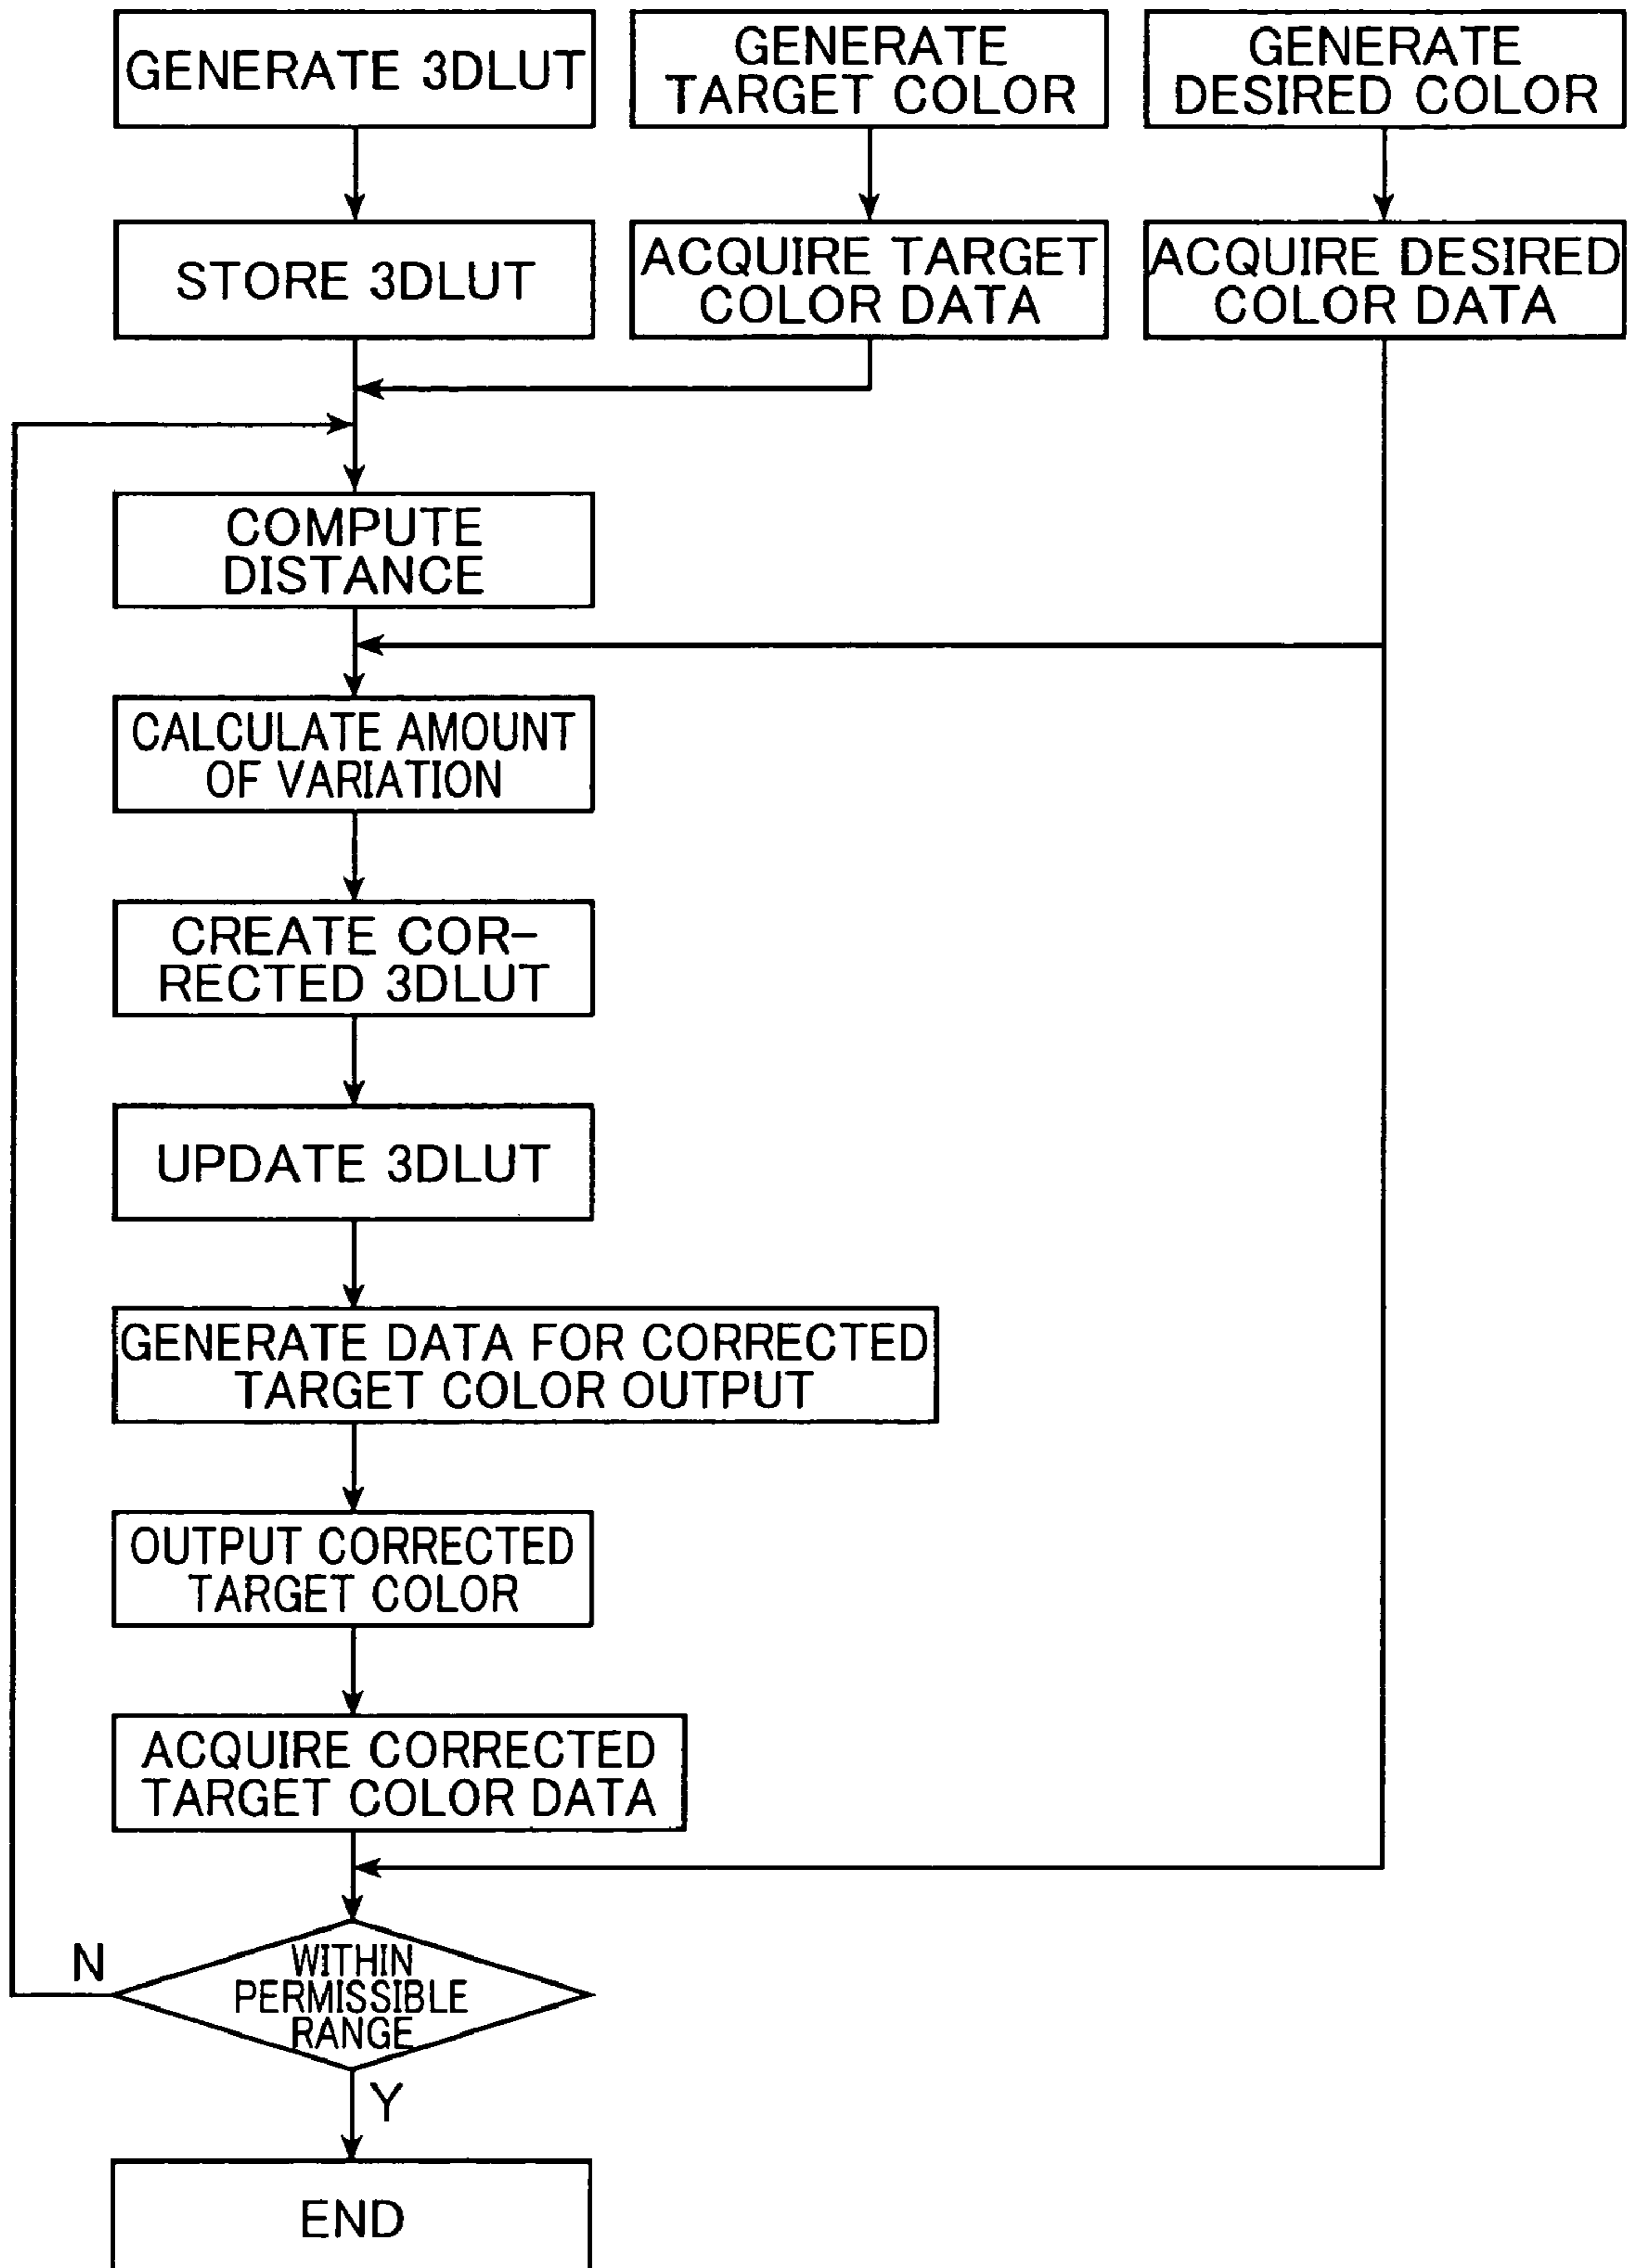 GENERATE 3DLUT
GENERATE
TARGET COLOR
GENERATE
DESIRED COLOR
STORE 3DLUT
ACQUIRE TARGET
COLOR DATA
ACQUIRE DESIRED
COLOR DATA
COMPUTE
DISTANCE
CALCULATE AMOUNT
OF VARIATION
CREATE COR-
RECTED 3DLUT
UPDATE 3DLUT
GENERATE DATA FOR CORRECTED
TARGET COLOR OUTPUT
OUTPUT CORRECTED
TARGET COLOR
ACQUIRE CORRECTED
TARGET COLOR DATA
N
WITHIN
PERMISSIBLE
RANGE
Y
END